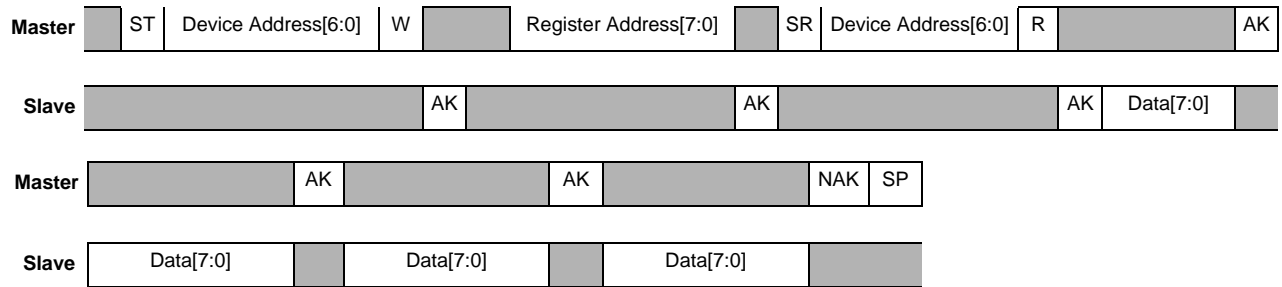 Master ST Device Address[6:0] W Register Address[7:0] SR Device Address[6:0] R AK
Slave AK AK AK Data[7:0]
Master AK AK NAK SP
Slave Data[7:0] Data[7:0] Data[7:0]